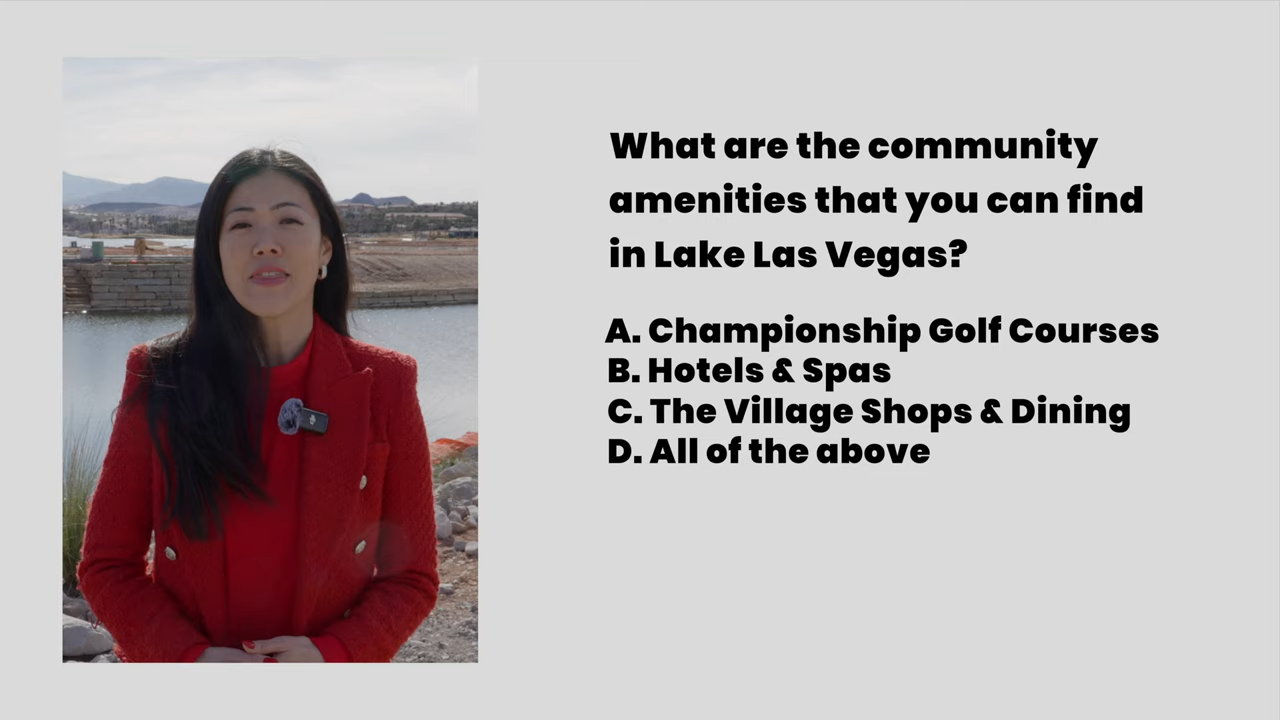 What are the community
amenities that you can find
in Lake Las Vegas?
A. Championship Golf Courses
B. Hotels & Spas
C. The Village Shops & Dining
D. All of the above